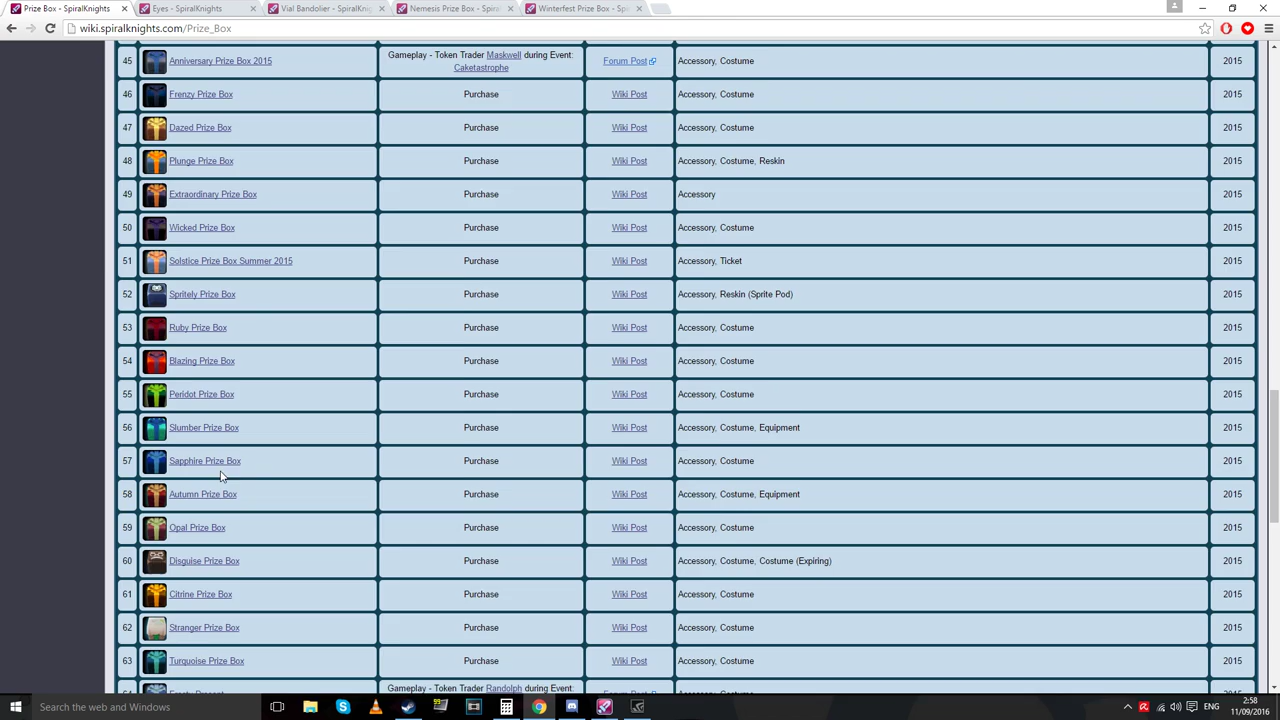 Prize Box - SpiralKnights
Eyes - SpiralKnights
Vial Bandolier - SpiralKnights
Nemesis Prize Box - Spiral
Winterfest Prize Box - Sp
wiki.spiralknights.com/Prize_Box
45 Anniversary Prize Box 2015 Gameplay - Token Trader Maskwell during Event: Caketastrophe Forum Post Accessory, Costume 2015
46 Frenzy Prize Box Purchase Wiki Post Accessory, Costume 2015
47 Dazed Prize Box Purchase Wiki Post Accessory, Costume 2015
48 Plunge Prize Box Purchase Wiki Post Accessory, Costume, Reskin 2015
49 Extraordinary Prize Box Purchase Wiki Post Accessory 2015
50 Wicked Prize Box Purchase Wiki Post Accessory, Costume 2015
51 Solstice Prize Box Summer 2015 Purchase Wiki Post Accessory, Ticket 2015
52 Spritely Prize Box Purchase Wiki Post Accessory, Reskin (Sprite Pod) 2015
53 Ruby Prize Box Purchase Wiki Post Accessory, Costume 2015
54 Blazing Prize Box Purchase Wiki Post Accessory, Costume 2015
55 Peridot Prize Box Purchase Wiki Post Accessory, Costume 2015
56 Slumber Prize Box Purchase Wiki Post Accessory, Costume, Equipment 2015
57 Sapphire Prize Box Purchase Wiki Post Accessory, Costume 2015
58 Autumn Prize Box Purchase Wiki Post Accessory, Costume, Equipment 2015
59 Opal Prize Box Purchase Wiki Post Accessory, Costume 2015
60 Disguise Prize Box Purchase Wiki Post Accessory, Costume, Costume (Expiring) 2015
61 Citrine Prize Box Purchase Wiki Post Accessory, Costume 2015
62 Stranger Prize Box Purchase Wiki Post Accessory, Costume 2015
63 Turquoise Prize Box Purchase Wiki Post Accessory, Costume 2015
Gameplay - Token Trader Randolph during Event:
Search the web and Windows
2:58
11/09/2016